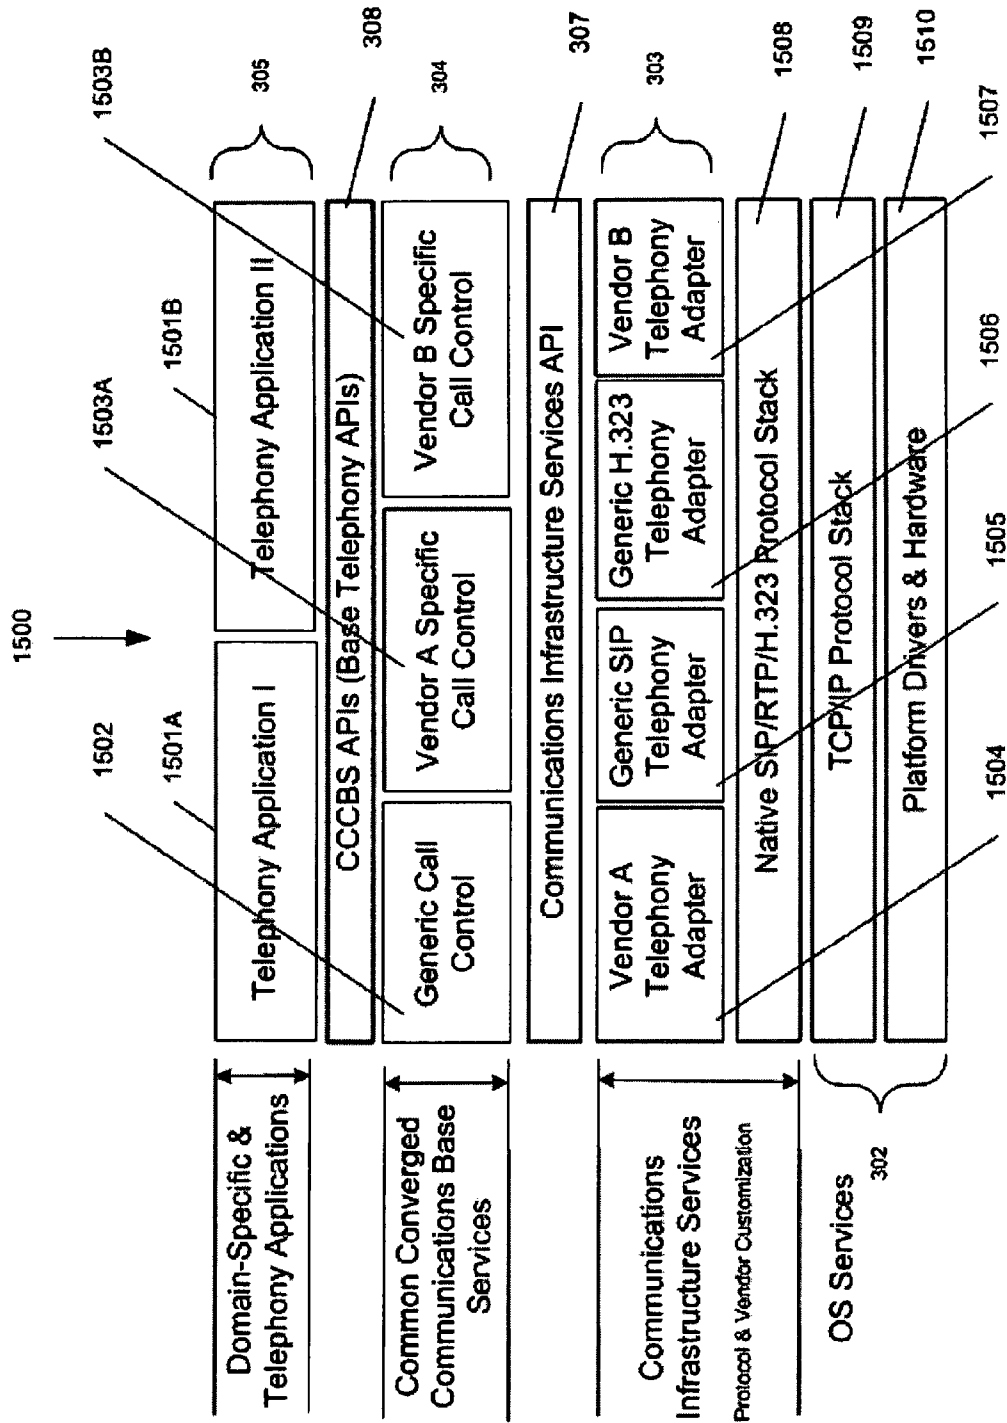 1500
1502
1501A
1503A
1501B
1503B
305
308
304
307
303
1508
1509
1510
1507
1506
1505
1504
Domain-Specific &
Telephony Applications
Telephony Application I
Telephony Application II
CCCBS APIs (Base Telephony APIs)
Common Converged
Communications Base
Services
Generic Call
Control
Vendor A Specific
Call Control
Vendor B Specific
Call Control
Communications Infrastructure Services API
Communications
Infrastructure Services
Protocol & Vendor Customization
Vendor A
Telephony
Adapter
Generic SIP
Telephony
Adapter
Generic H.323
Telephony
Adapter
Vendor B
Telephony
Adapter
Native SIP/RTP/H.323 Protocol Stack
OS Services
302
TCP/IP Protocol Stack
Platform Drivers & Hardware